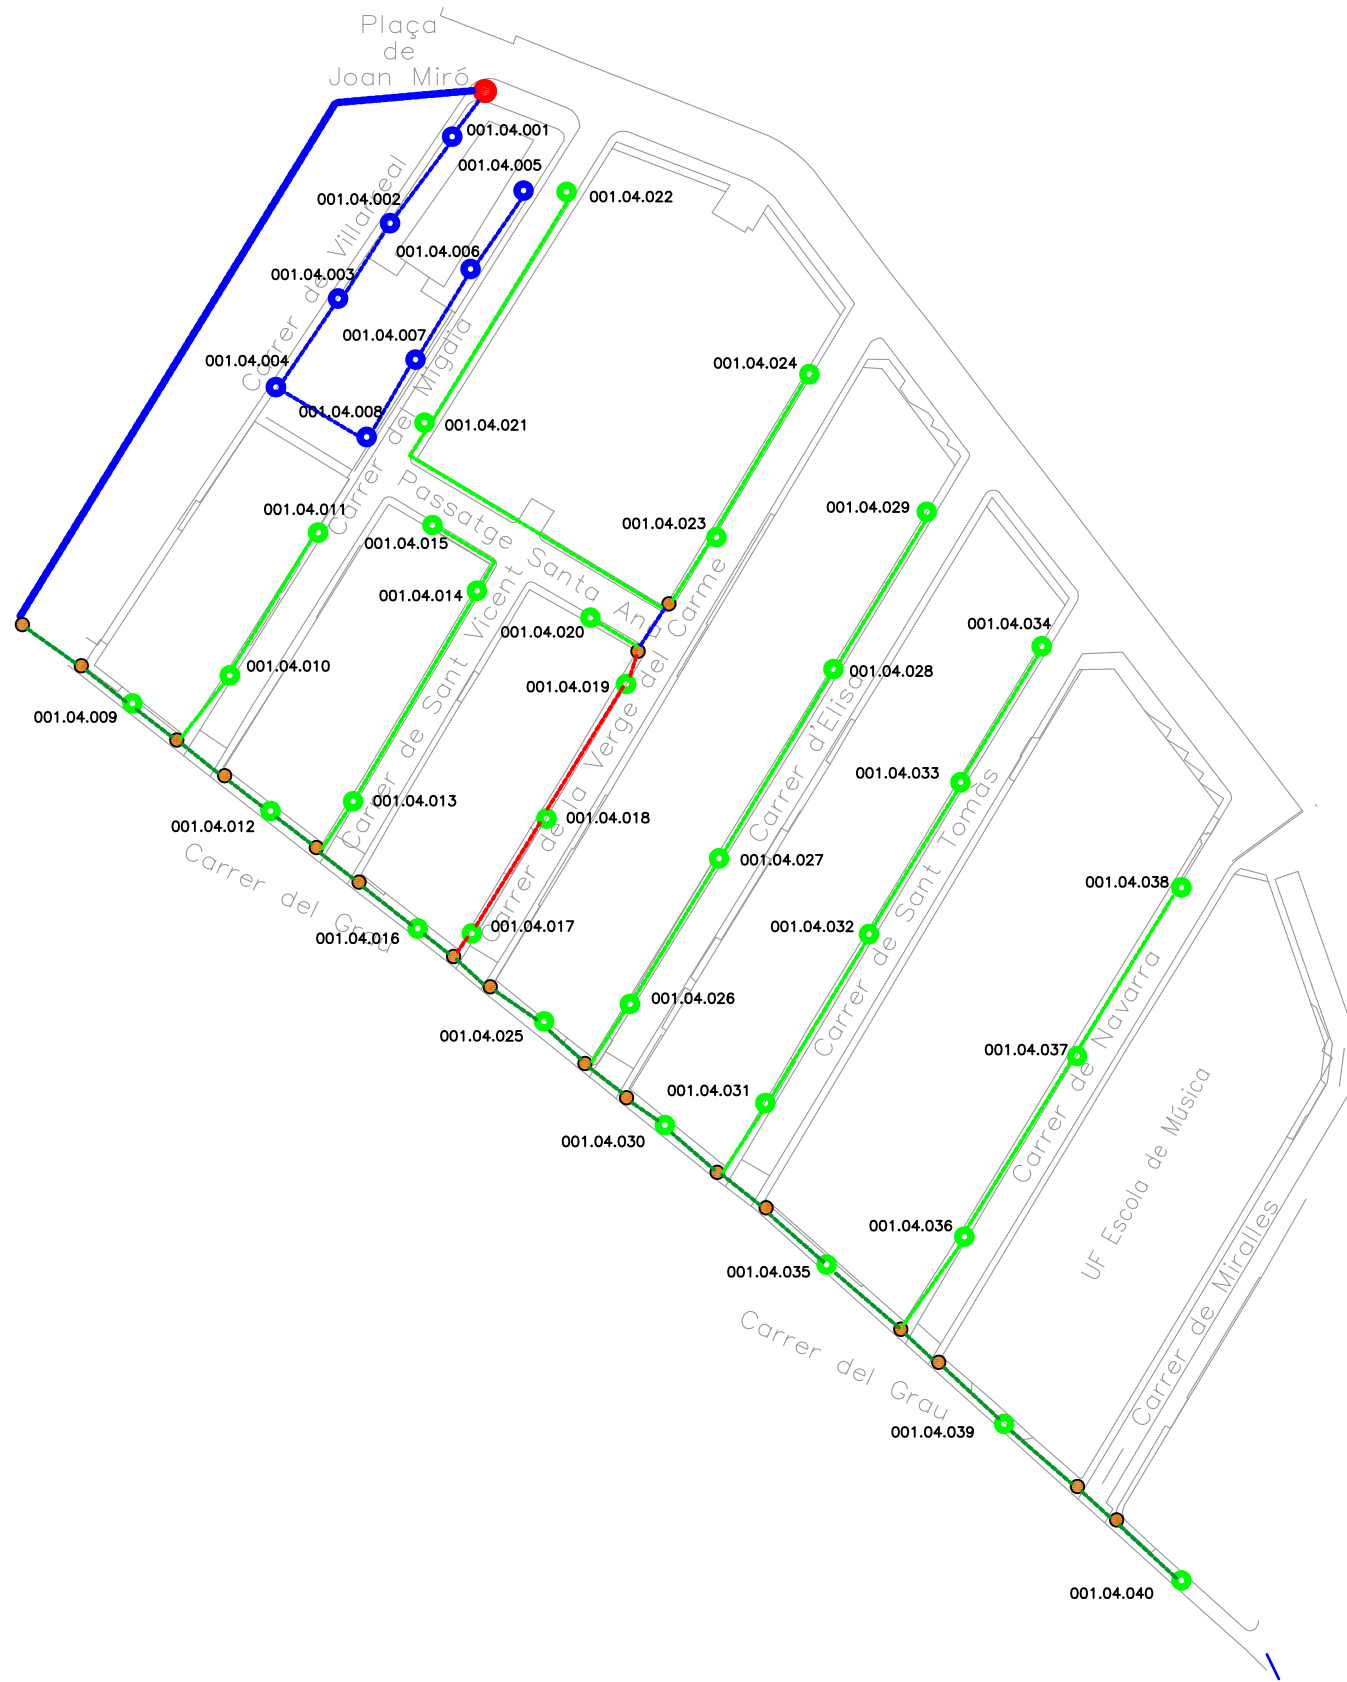 Plaça
de
Joan Miró
001.04.001
001.04.005
001.04.002
001.04.022
Carrer de Villarreal
001.04.006
001.04.003
001.04.007
001.04.004
001.04.024
001.04.008
001.04.021
Carrer del Migdia
001.04.011
Passatge Santa Ana
001.04.029
001.04.015
001.04.023
001.04.014
001.04.020
001.04.034
001.04.010
001.04.019
001.04.028
001.04.009
Carrer de Sant Vicent
Carrer de la Verge del Carme
Carrer d'Elisa
001.04.033
001.04.013
001.04.018
001.04.012
001.04.027
Carrer de Sant Tomás
001.04.038
Carrer del Grau
001.04.016
001.04.017
001.04.032
001.04.026
001.04.025
001.04.037
Carrer de Navarra
001.04.031
001.04.030
UF Escola de Música
001.04.036
001.04.035
Carrer de Miralles
Carrer del Grau
001.04.039
001.04.040